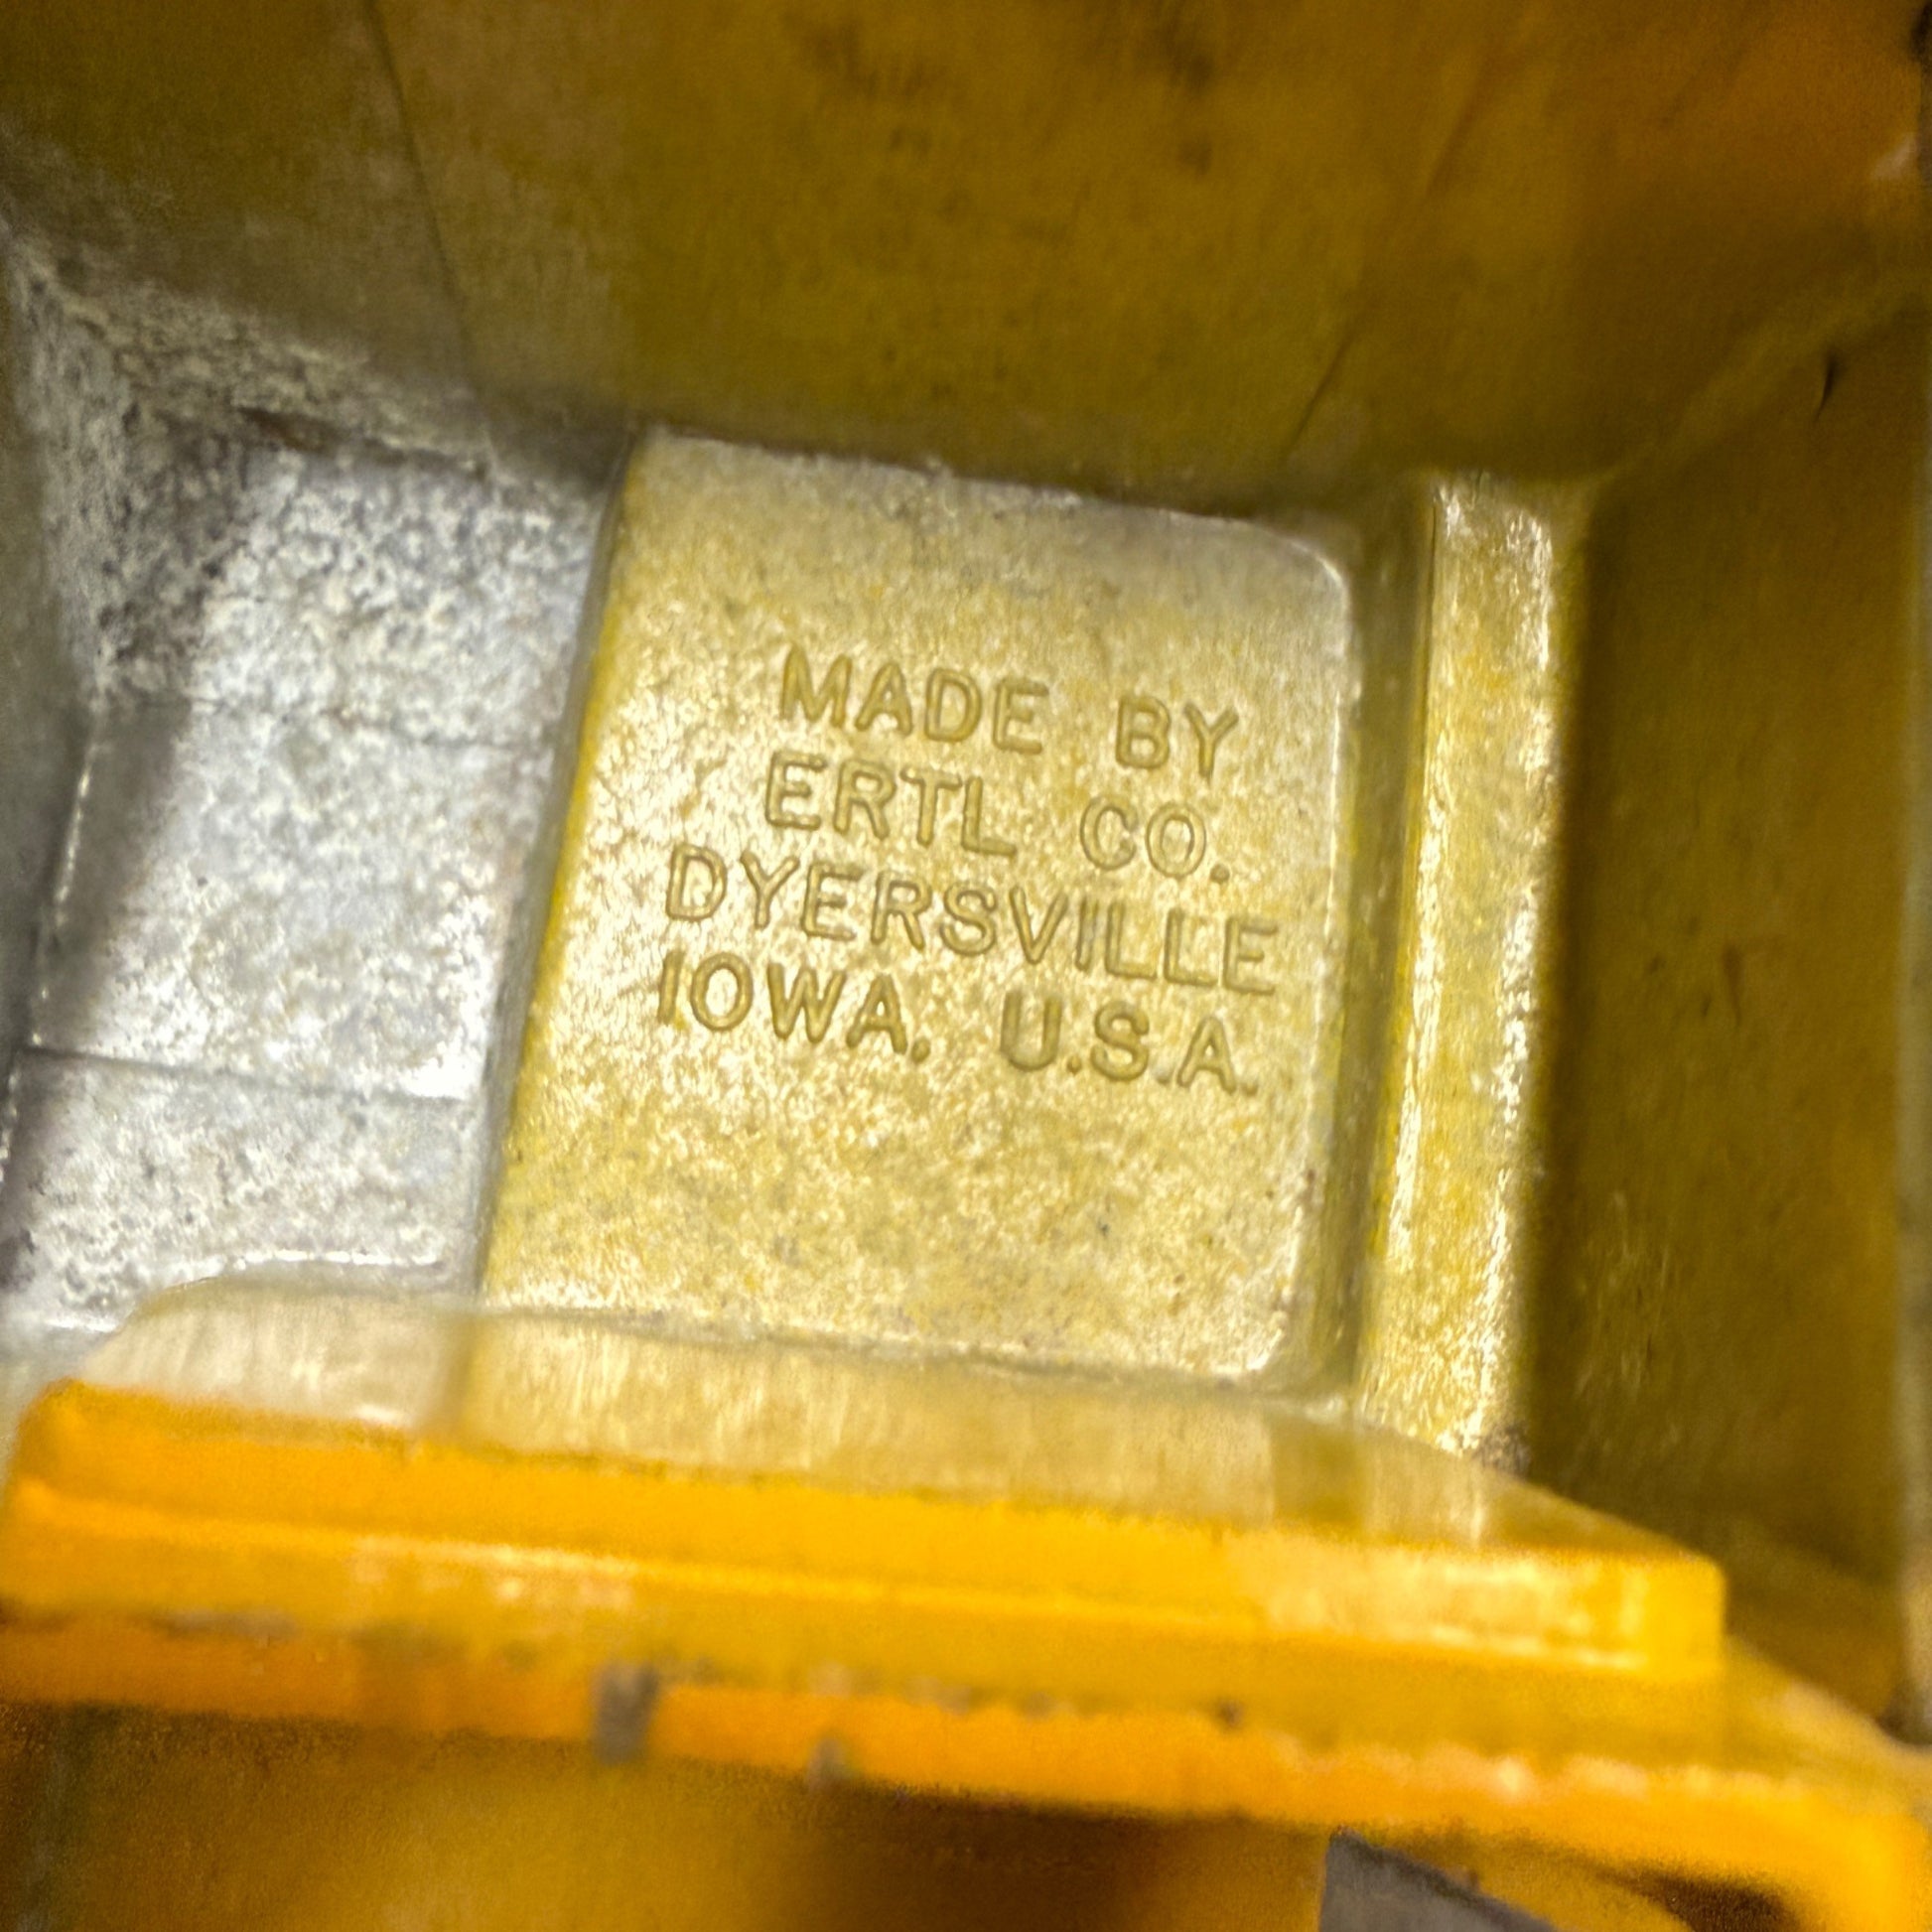 MADE BY
ERTL CO.
DYERSVILLE
IOWA, U.S.A.